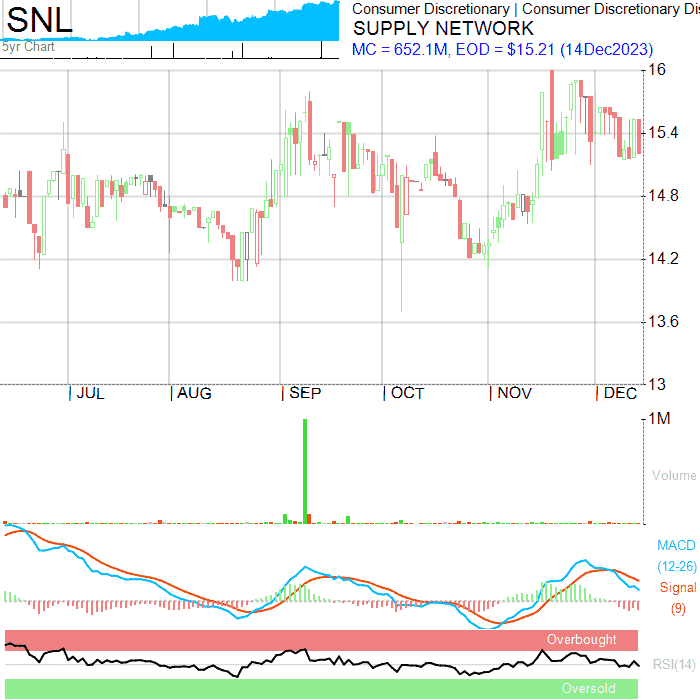 SNL
5yr Chart
Consumer Discretionary | Consumer Discretionary Dis
SUPPLY NETWORK
MC = 652.1M, EOD = $15.21 (14Dec2023)
16
15.4
14.8
14.2
13.6
13
JUL AUG SEP OCT NOV DEC
1M
Volume
MACD
(12-26)
Signal
(9)
Overbought
RSI(14)
Oversold